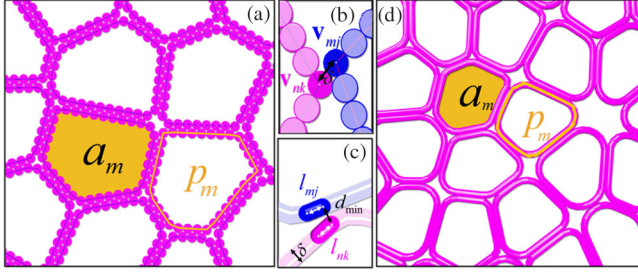 (a)
a_m
p_m
(b)
v_mj
v_nk
δ
(c)
l_mj
d_min
l_nk
δ
(d)
a_m
p_m